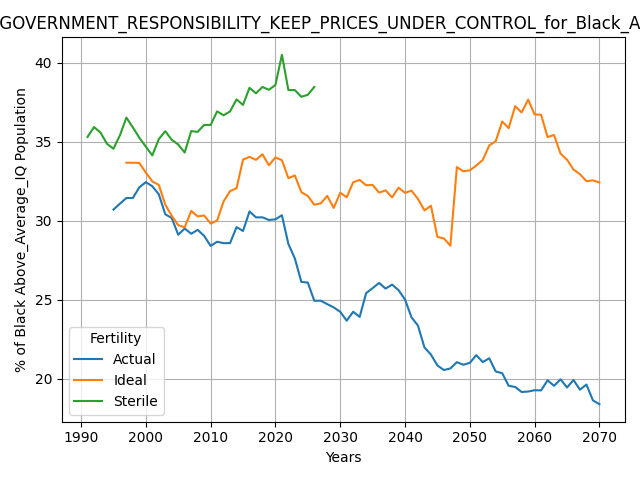 GOVERNMENT_RESPONSIBILITY_KEEP_PRICES_UNDER_CONTROL_for_Black_A
% of Black Above_Average_IQ Population
40
35
30
25
20
Fertility
Actual
Ideal
Sterile
1990 2000 2010 2020 2030 2040 2050 2060 2070
Years